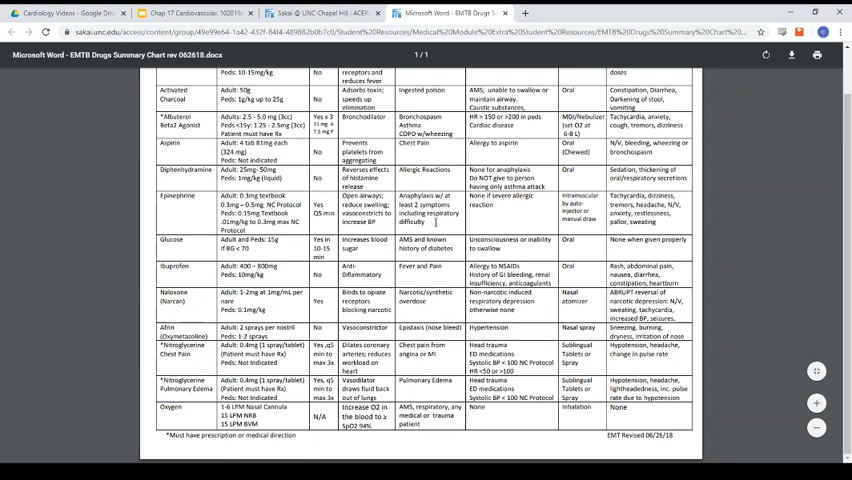 Cardiology Videos - Google Driv
Chap 17 Cardiovascular. 102019
Sakai @ UNC-Chapel Hill : ACERT
Microsoft Word - EMTB Drugs S
sakai.unc.edu/access/content/group/49e99e64-1a42-432f-84f4-489882b0b7c0/Student%20Resources/Medical%20Module%20Extra%20Student%20Resources/EMTB%20Drugs%20Summary%20Chart%20rev%20062618.
Microsoft Word - EMTB Drugs Summary Chart rev 062618.docx
1 / 1
Peds: 10-15mg/kg No receptors and doses
reduces fever
Activated Adult: 50g Adsorbs toxin; Ingested poison AMS; unable to swallow or Oral Constipation, Diarrhea,
Charcoal Peds: 1g/kg up to 25g No speeds up maintain airway. Darkening of stool,
elimination Caustic substances, vomiting
*Albuterol Adults: 2.5 - 5.0 mg (3cc) Yes x 3 Bronchodilator Bronchospasm HR > 150 or >200 in peds MDI/Nebulizer Tachycardia, anxiety,
Beta2 Agonist Peds <15y: 1.25 - 2.5mg (3cc) 15 mg A Asthma Cardiac disease (set O2 at cough, tremors, dizziness
Patient must have Rx 7.5 mg P COPD w/wheezing 6-8 L)
Aspirin Adult: 4 tab 81mg each Prevents Chest Pain Allergy to aspirin Oral N/V, bleeding, wheezing or
(324 mg) No platelets from (Chewed) bronchospasm
Peds: Not indicated aggregating
Diphenhydramine Adult: 25mg- 50mg Reverses effects Allergic Reactions None for anaphylaxis Oral Sedation, thickening of
Peds: 1mg/kg (liquid) No of histamine Do NOT give to person oral/respiratory secretions
release having only asthma attack
Epinephrine Adult: 0.3mg textbook Open airways; Anaphylaxis w/ at None if severe allergic Intramuscular Tachycardia, dizziness,
0.3mg – 0.5mg NC Protocol Yes reduce swelling; least 2 symptoms reaction by auto- tremors, headache, N/V,
Peds: 0.15mg Textbook Q5 min vasoconstricts to including respiratory injector or anxiety, restlessness,
.01mg/kg to 0.3mg max NC increase BP difficulty manual draw pallor, sweating
Protocol
Glucose Adult and Peds: 15g Yes in Increases blood AMS and known Unconsciousness or inability Oral None when given properly
if BG < 70 10-15 sugar history of diabetes to swallow
min
Ibuprofen Adult: 400 – 800mg Anti- Fever and Pain Allergy to NSAIDs Oral Rash, abdominal pain,
Peds: 10mg/kg No 0flammatory History of GI bleeding, renal nausea, diarrhea,
insufficiency, anticoagulants constipation, heartburn
Naloxone Adult: 1-2mg at 1mg/mL per Binds to opiate Narcotic/synthetic Non-narcotic induced Nasal ABRUPT reversal of
(Narcan) nare Yes receptors overdose respiratory depression atomizer narcotic depression: N/V,
Peds: 0.1mg/kg blocking narcotic otherwise none sweating, tachycardia,
increased BP, seizures,
Afrin Adult: 2 sprays per nostril No Vasoconstrictor Epistaxis (nose bleed) Hypertension Nasal spray Sneezing, burning,
(Oxymetazoline) Peds: 1-2 sprays dryness, irritation of nose
*Nitroglycerine Adult: 0.4mg (1 spray/tablet) Yes ,q5 Dilates coronary Chest pain from Head trauma Sublingual Hypotension, headache,
Chest Pain (Patient must have Rx) min to arteries; reduces angina or MI ED medications Tablets or change in pulse rate
Peds: Not Indicated max 3x workload on Systolic BP < 100 NC Protocol Spray
heart HR <50 or >100
*Nitroglycerine Adult: 0.4mg (1 spray/tablet) Yes, q5 Vasodilator Pulmonary Edema Head trauma Sublingual Hypotension, headache,
Pulmonary Edema (Patient must have Rx) min to draws fluid back ED medications Tablets or lightheadedness, inc. pulse
Peds: Not Indicated max 3x out of lungs Systolic BP < 100 NC Protocol Spray rate due to hypotension
Oxygen 1-6 LPM Nasal Cannula Increase O2 in AMS, respiratory, any None Inhalation None
15 LPM NRB N/A the blood to ≥ medical or trauma
15 LPM BVM SpO2 94% patient
*Must have prescription or medical direction EMT Revised 06/26/18